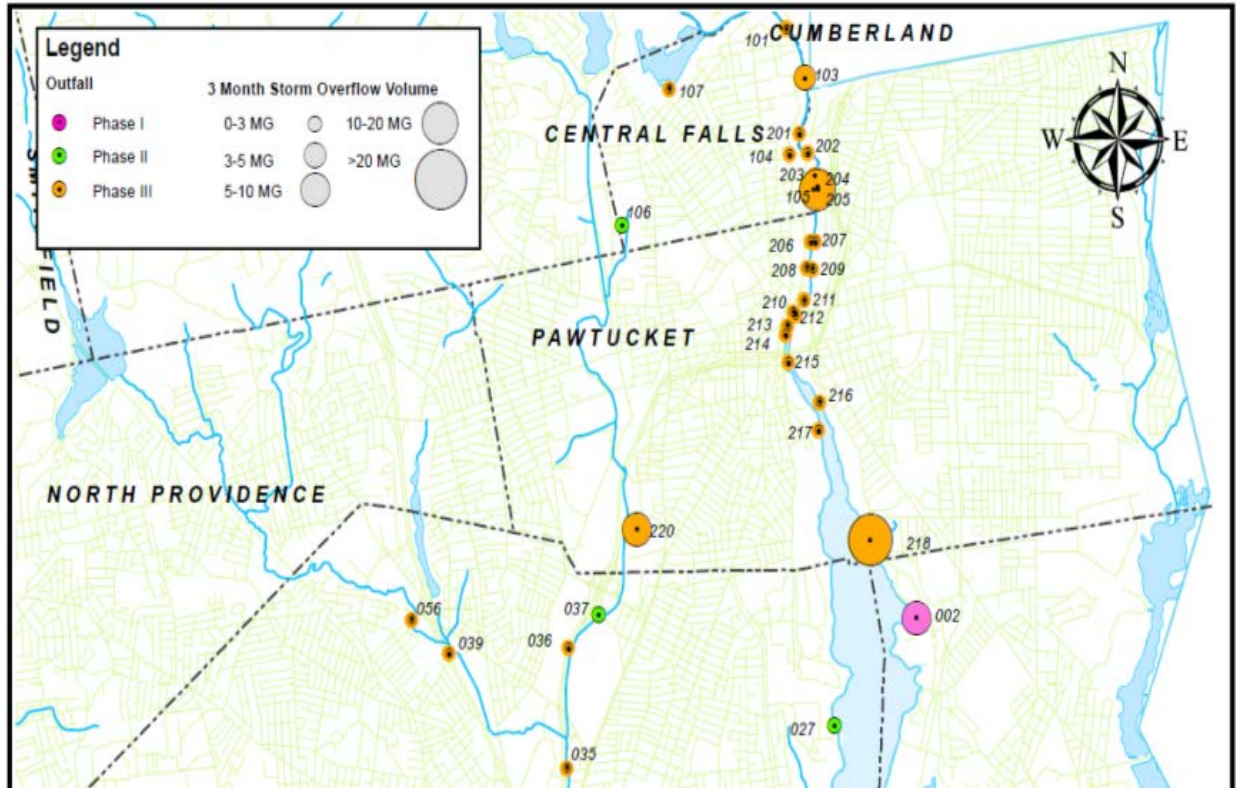 Legend
Outfall
3 Month Storm Overflow Volume
Phase I
0-3 MG
10-20 MG
Phase II
3-5 MG
>20 MG
Phase III
5-10 MG
N
W
E
S
CUMBERLAND
101
103
107
CENTRAL FALLS
201
202
104
203
204
105
205
FIELD
106
206
207
208
209
210
211
212
213
PAWTUCKET
214
215
216
217
NORTH PROVIDENCE
220
218
056
037
002
039
036
027
035